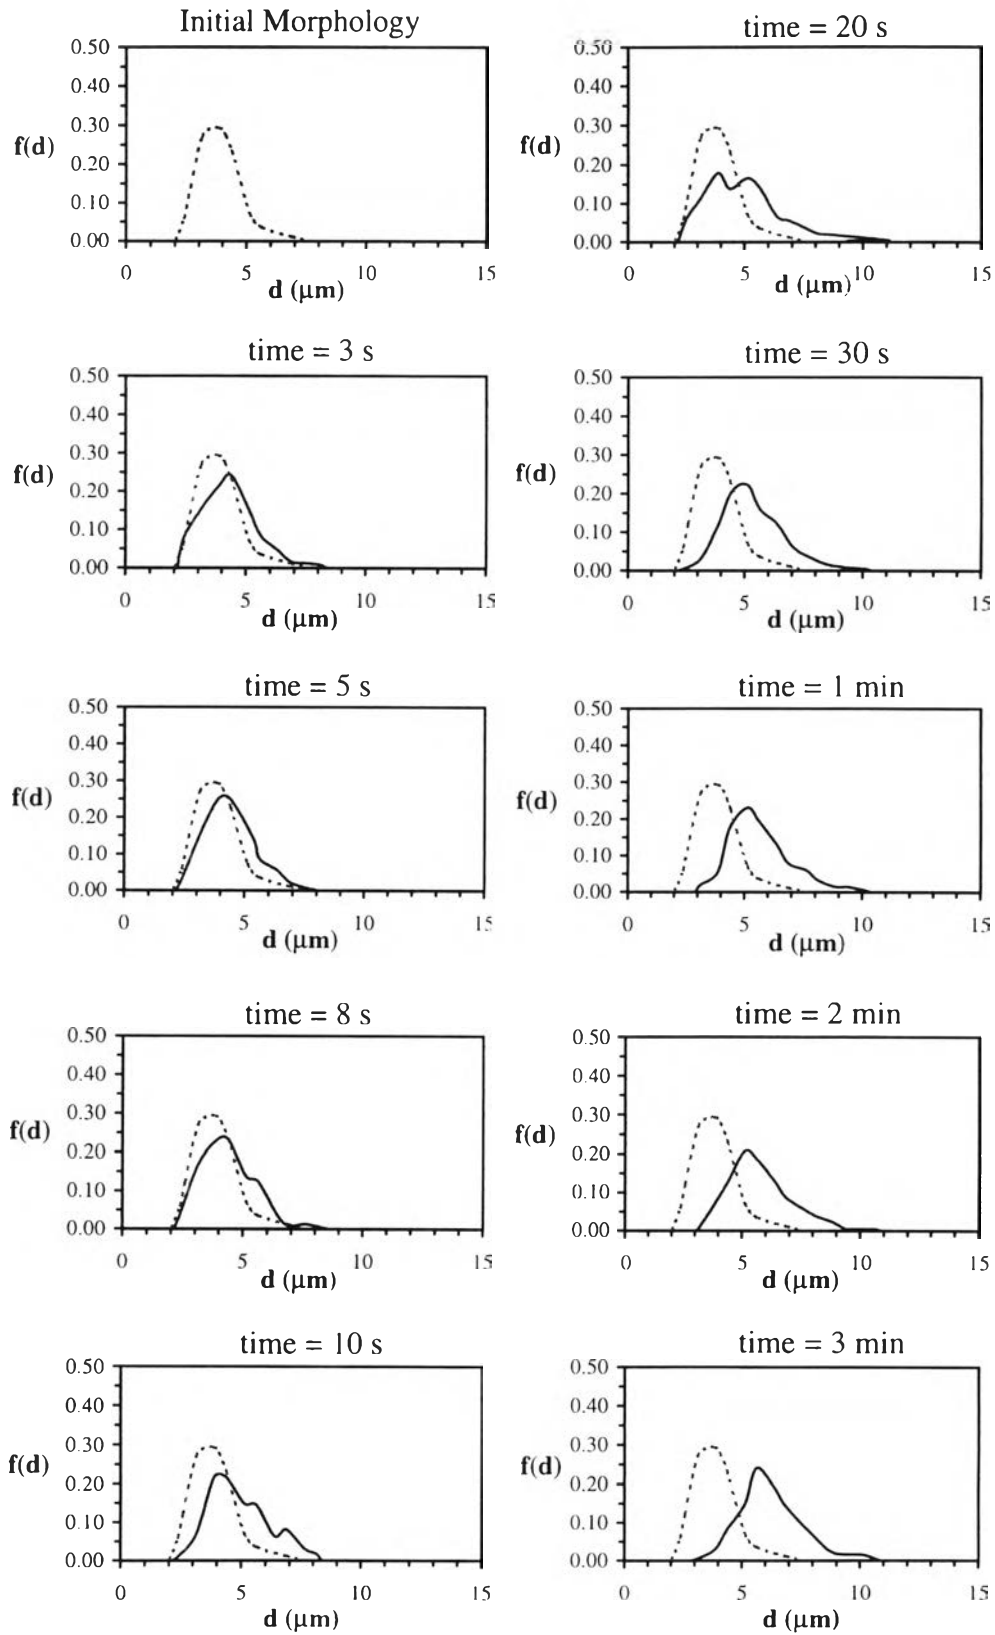 Initial Morphology
0.50
0.40
f(d)
0.30
0.20
0.10
0.00
0 5 10 15
d (μm)
time = 3 s
0.50
0.40
f(d)
0.30
0.20
0.10
0.00
0 5 10 15
d (μm)
time = 5 s
0.50
0.40
0.30
f(d)
0.20
0.10
0.00
0 5 10 15
d (μm)
time = 8 s
0.50
0.40
0.30
f(d)
0.20
0.10
0.00
0 5 10 15
d (μm)
time = 10 s
0.50
0.40
0.30
f(d)
0.20
0.10
0.00
0 5 10 15
d (μm)
time = 20 s
0.50
0.40
0.30
f(d)
0.20
0.10
0.00
0 5 10 15
d (μm)
time = 30 s
0.50
0.40
0.30
f(d)
0.20
0.10
0.00
0 5 10 15
d (μm)
time = 1 min
0.50
0.40
0.30
f(d)
0.20
0.10
0.00
0 5 10 15
d (μm)
time = 2 min
0.50
0.40
0.30
f(d)
0.20
0.10
0.00
0 5 10 15
d (μm)
time = 3 min
0.50
0.40
0.30
f(d)
0.20
0.10
0.00
0 5 10 15
d (μm)